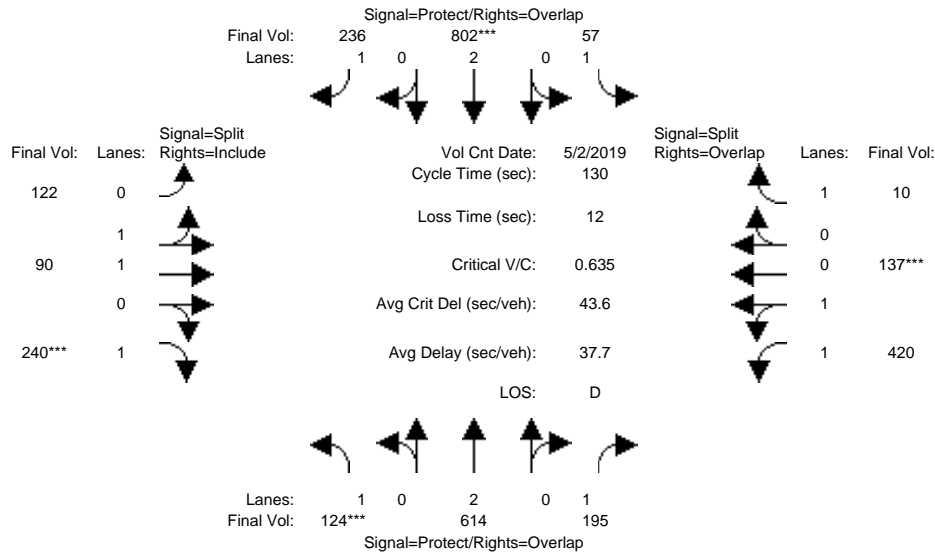 Signal=Protect/Rights=Overlap
Final Vol: 236 802*** 57
Lanes: 1 0 2 0 1
Signal=Split
Final Vol: Lanes: Rights=Include
Vol Cnt Date: 5/2/2019
Signal=Split
Rights=Overlap Lanes: Final Vol:
Cycle Time (sec): 130
122 0
1 10
Loss Time (sec): 12
1
0
90 1
Critical V/C: 0.635
0 137***
0
Avg Crit Del (sec/veh): 43.6
1
240*** 1
Avg Delay (sec/veh): 37.7
1 420
LOS: D
Lanes: 1 0 2 0 1
Final Vol: 124*** 614 195
Signal=Protect/Rights=Overlap